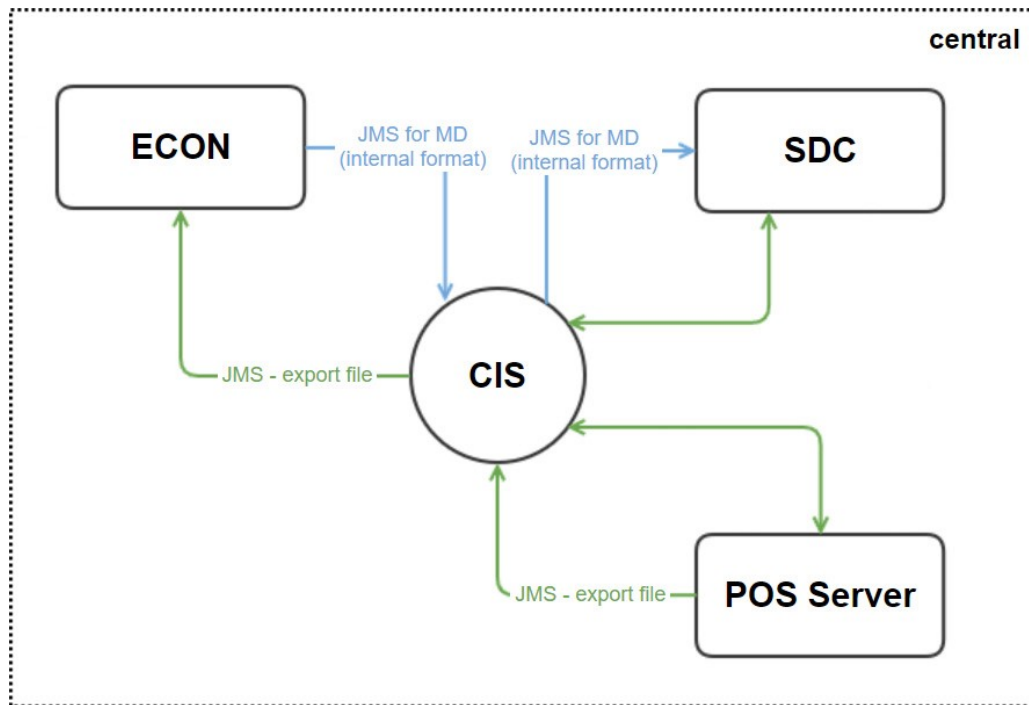 central
ECON
JMS for MD
(internal format)
JMS for MD
(internal format)
SDC
JMS - export file
CIS
JMS - export file
POS Server